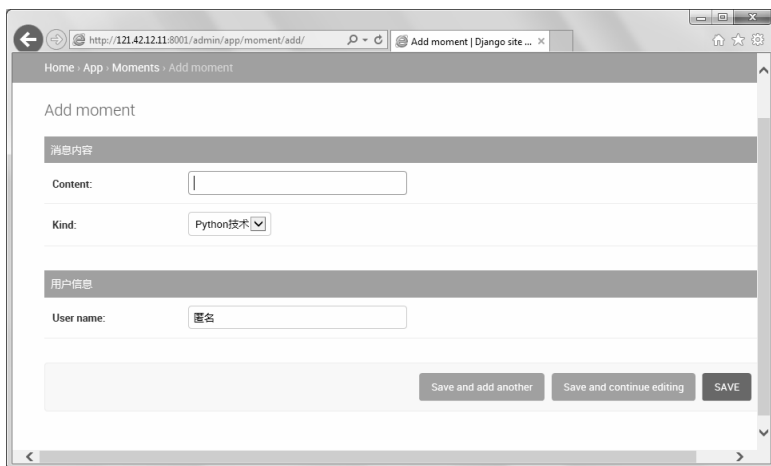 http://121.42.12.11:8001/admin/app/moment/add/
Add moment | Django site ...
Home › App › Moments › Add moment
Add moment
消息内容
Content:
Kind: Python技术
用户信息
User name: 匿名
Save and add another Save and continue editing SAVE